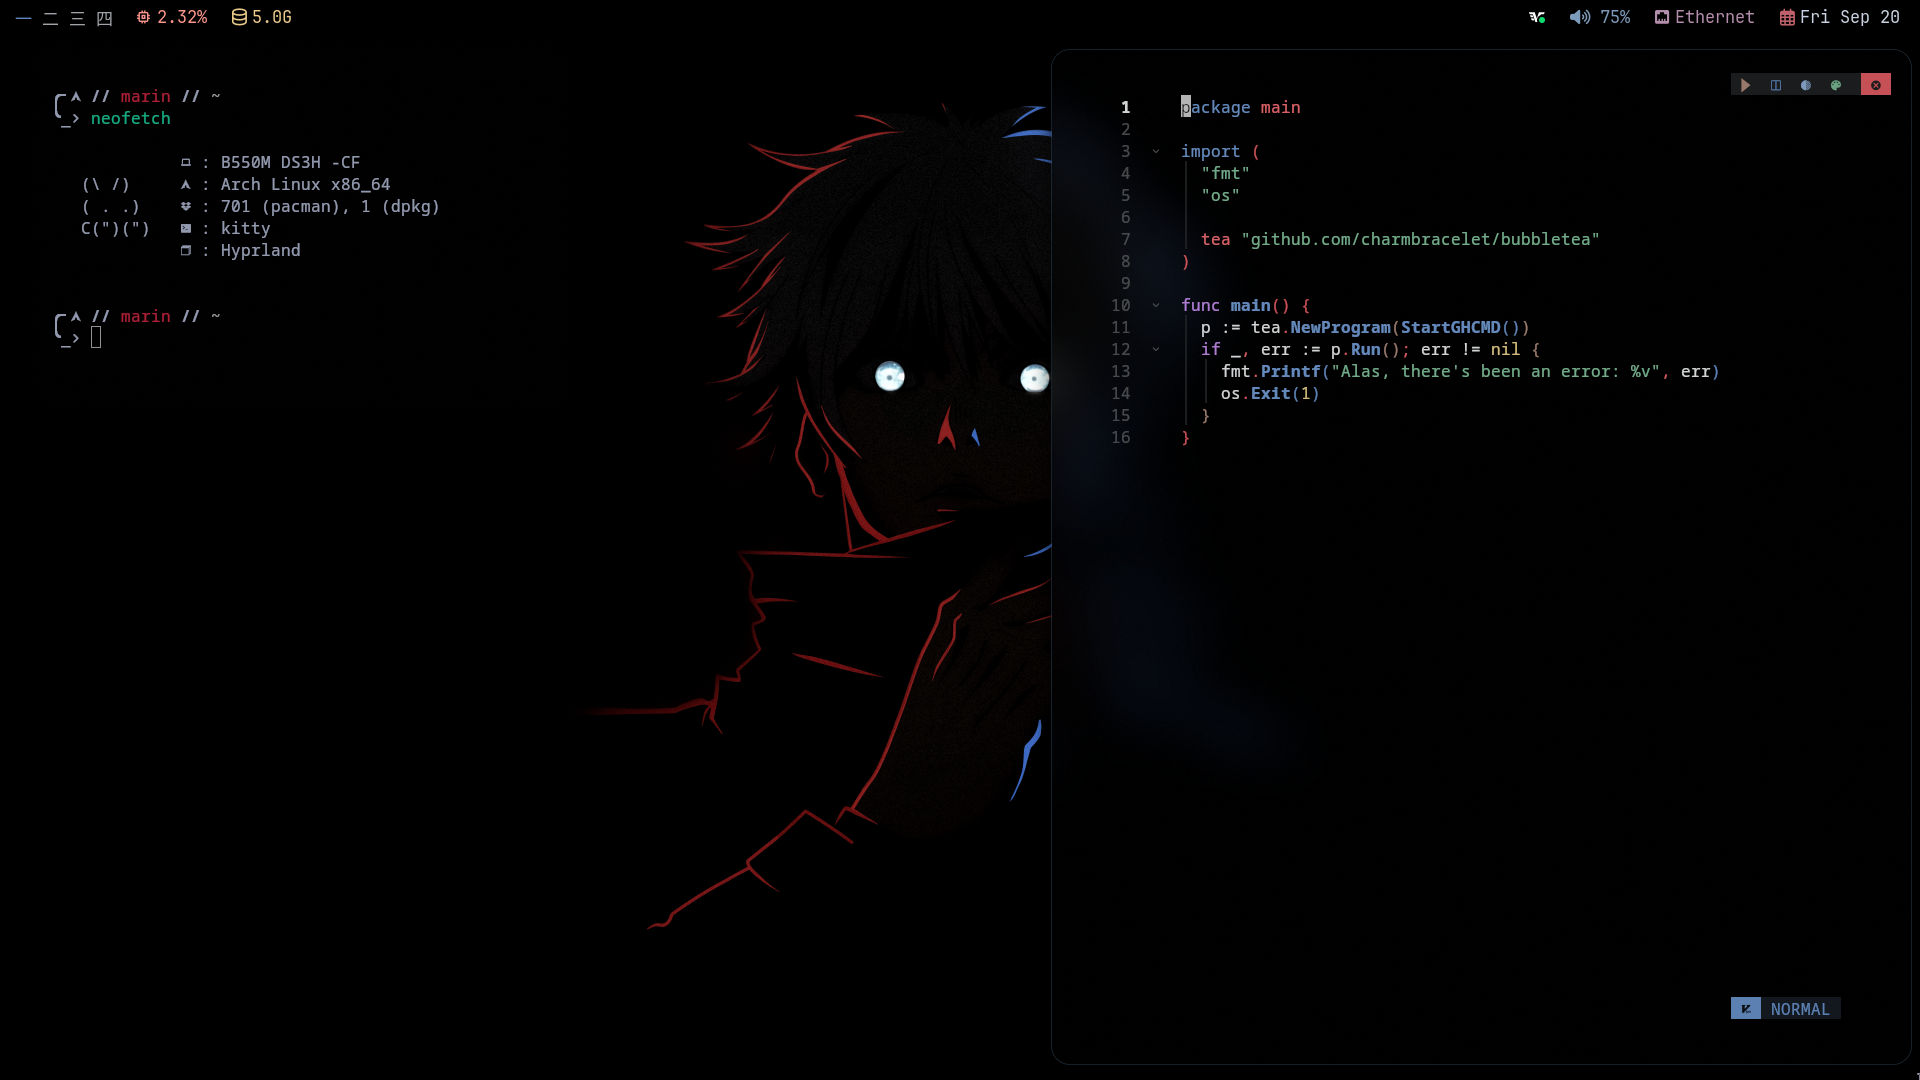 一 二 三 四 2.32% 5.0G 75% Ethernet Fri Sep 20
// marin // ~
neofetch
: B550M DS3H -CF
(\ /) : Arch Linux x86_64
( . .) : 701 (pacman), 1 (dpkg)
C(")(") : kitty
: Hyprland
// marin // ~
1 package main
2
3 import (
4 "fmt"
5 "os"
6
7 tea "github.com/charmbracelet/bubbletea"
8 )
9
10 func main() {
11 p := tea.NewProgram(StartGHCMD())
12 if _, err := p.Run(); err != nil {
13 fmt.Printf("Alas, there's been an error: %v", err)
14 os.Exit(1)
15 }
16 }
NORMAL